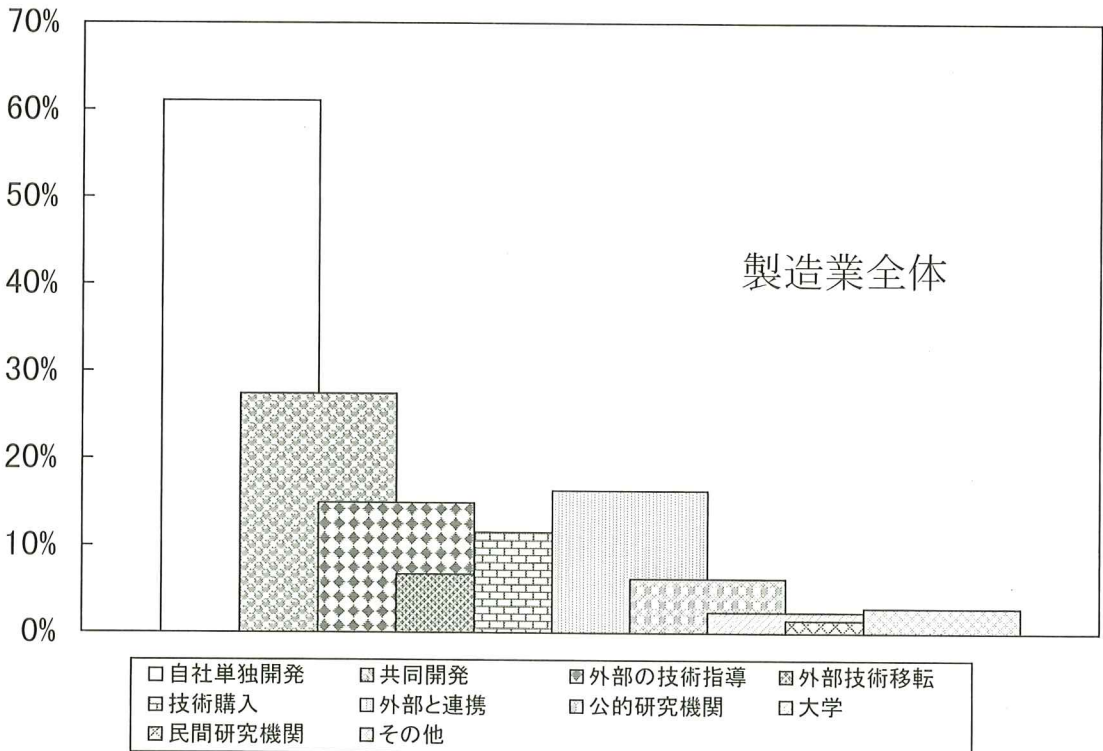 70%
60%
50%
40%
30%
20%
10%
0%
製造業全体
自社単独開発 共同開発 外部の技術指導 外部技術移転
技術購入 外部と連携 公的研究機関 大学
民間研究機関 その他